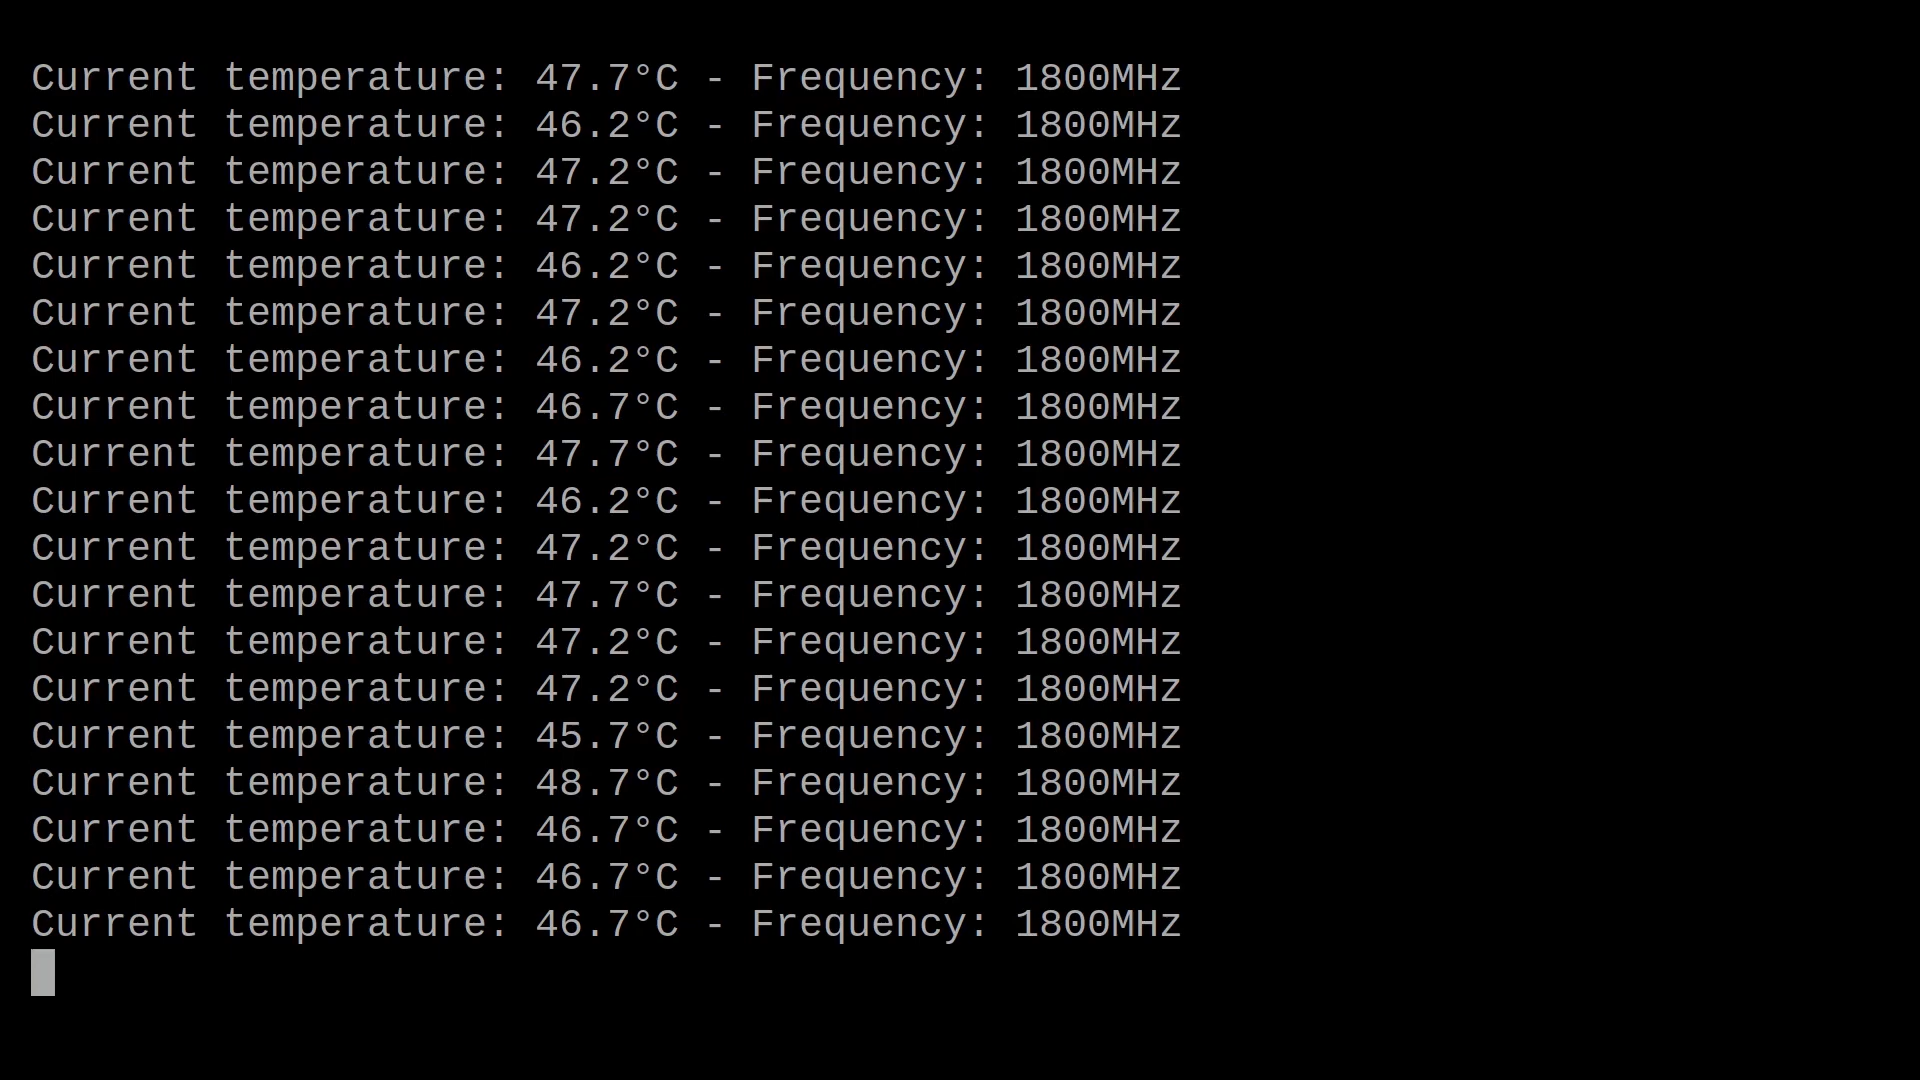 Current temperature: 47.7°C - Frequency: 1800MHz
Current temperature: 46.2°C - Frequency: 1800MHz
Current temperature: 47.2°C - Frequency: 1800MHz
Current temperature: 47.2°C - Frequency: 1800MHz
Current temperature: 46.2°C - Frequency: 1800MHz
Current temperature: 47.2°C - Frequency: 1800MHz
Current temperature: 46.2°C - Frequency: 1800MHz
Current temperature: 46.7°C - Frequency: 1800MHz
Current temperature: 47.7°C - Frequency: 1800MHz
Current temperature: 46.2°C - Frequency: 1800MHz
Current temperature: 47.2°C - Frequency: 1800MHz
Current temperature: 47.7°C - Frequency: 1800MHz
Current temperature: 47.2°C - Frequency: 1800MHz
Current temperature: 47.2°C - Frequency: 1800MHz
Current temperature: 45.7°C - Frequency: 1800MHz
Current temperature: 48.7°C - Frequency: 1800MHz
Current temperature: 46.7°C - Frequency: 1800MHz
Current temperature: 46.7°C - Frequency: 1800MHz
Current temperature: 46.7°C - Frequency: 1800MHz